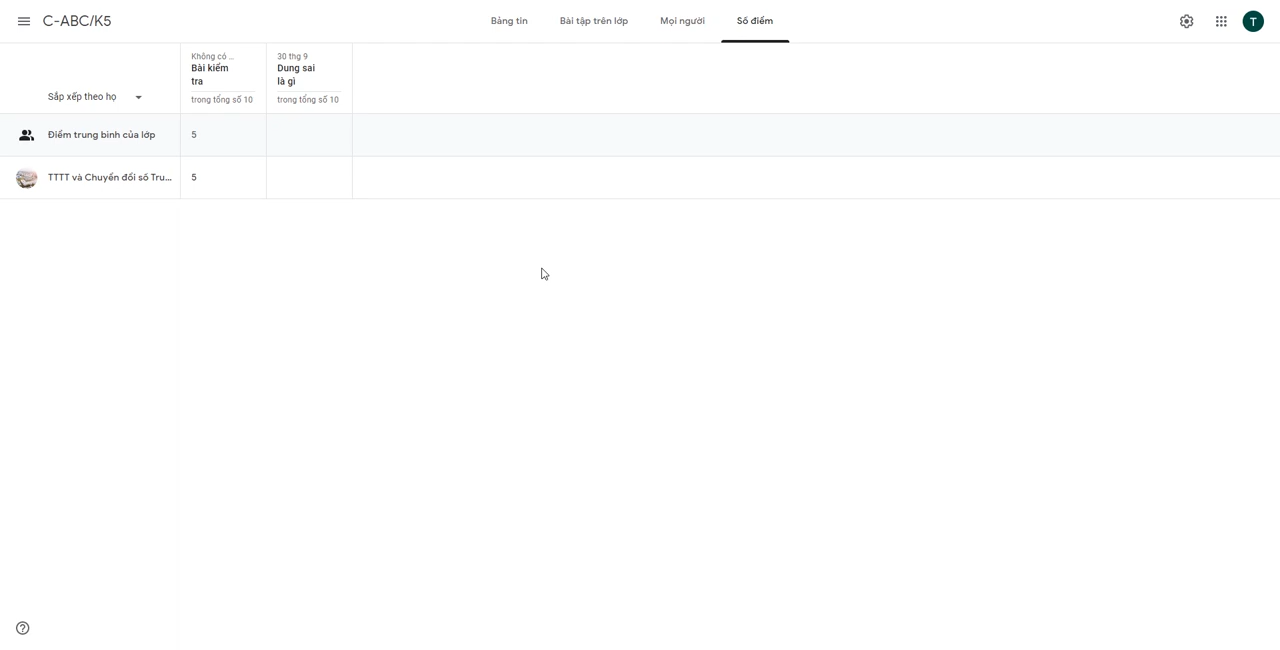 C-ABC/K5
Bảng tin
Bài tập trên lớp
Mọi người
Số điểm
T
Không có ...
Bài kiểm
tra
trong tổng số 10
30 thg 9
Dung sai
là gì
trong tổng số 10
Sắp xếp theo họ
Điểm trung bình của lớp
5
TTTT và Chuyển đổi số Tru...
5